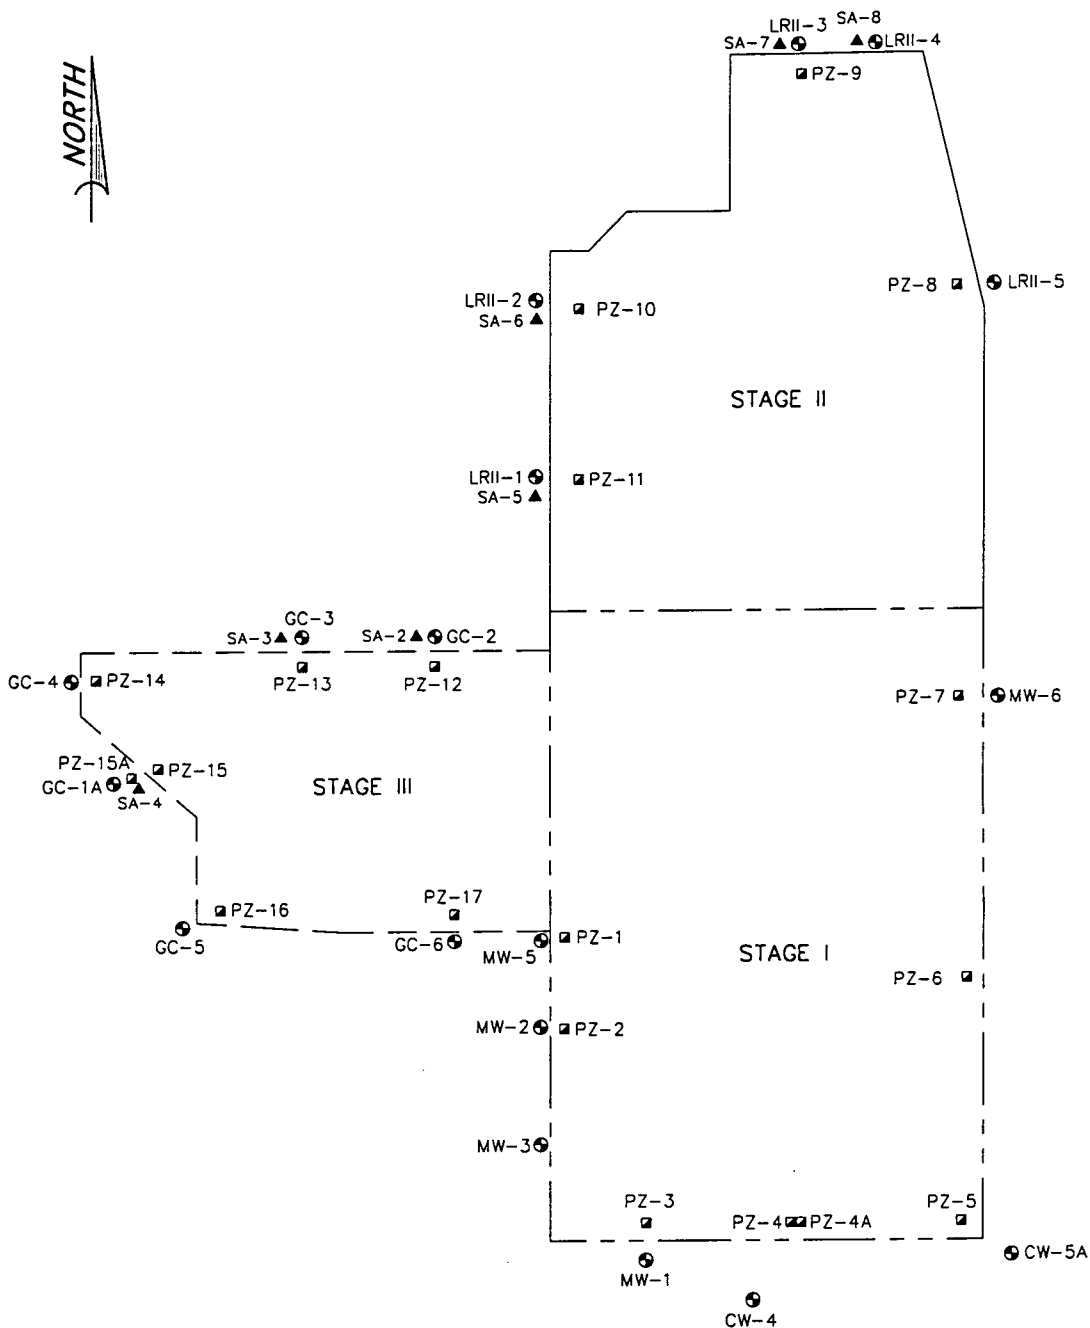 SA-8
LRII-3
SA-7
LRII-4
PZ-9
NORTH
PZ-8
LRII-5
LRII-2
SA-6
PZ-10
STAGE II
LRII-1
SA-5
PZ-11
GC-3
SA-3
SA-2
GC-2
GC-4
PZ-14
PZ-13
PZ-12
PZ-7
MW-6
PZ-15A
PZ-15
GC-1A
SA-4
STAGE III
PZ-17
PZ-16
GC-5
GC-6
MW-5
PZ-1
STAGE I
PZ-6
MW-2
PZ-2
MW-3
PZ-3
PZ-4
PZ-4A
PZ-5
MW-1
CW-5A
CW-4